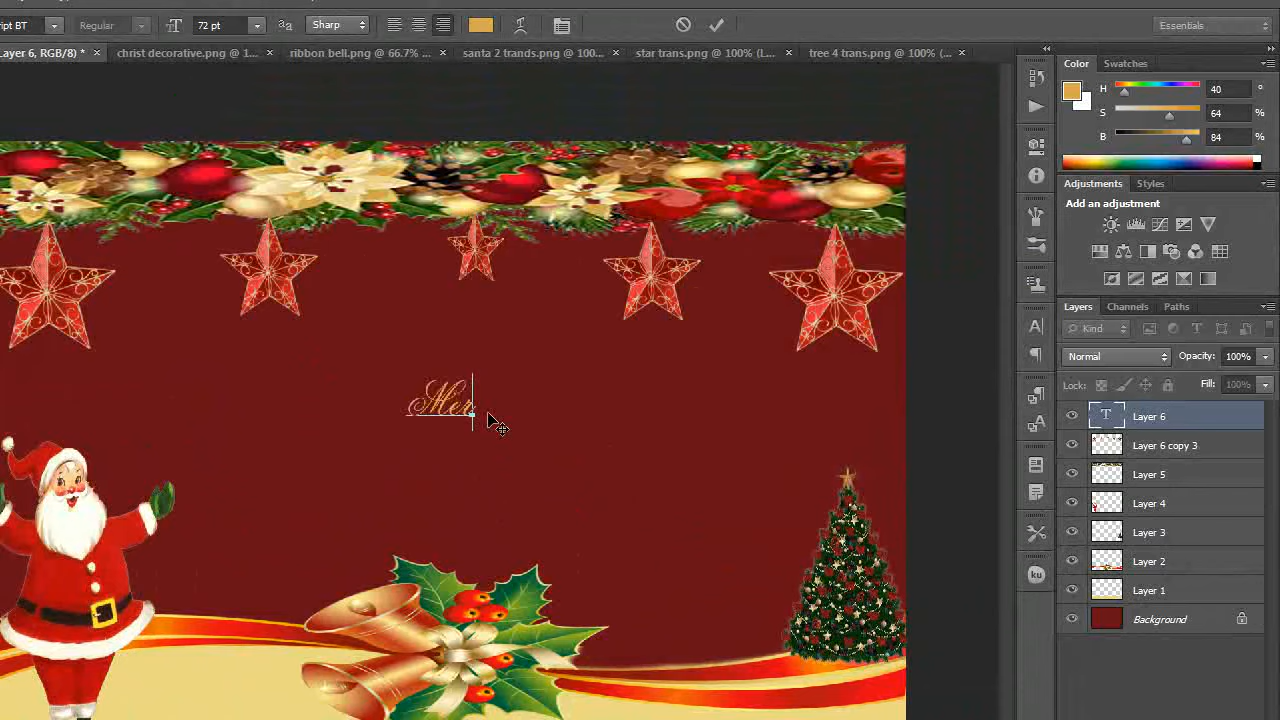 ipt BT Regular 72 pt Sharp Essentials
ayer 6, RGB/8) * × christ decorative.png @ 1... × ribbon bell.png @ 66.7% ... × santa 2 trands.png @ 100... × star trans.png @ 100% (L... × tree 4 trans.png @ 100% (... ×
Color Swatches
H 40 °
S 64 %
B 84 %
Adjustments Styles
Add an adjustment
Layers Channels Paths
Kind
Normal Opacity: 100%
Lock: Fill: 100%
T Layer 6
Layer 6 copy 3
Layer 5
Layer 4
Layer 3
Layer 2
Layer 1
Background
ku
Mer